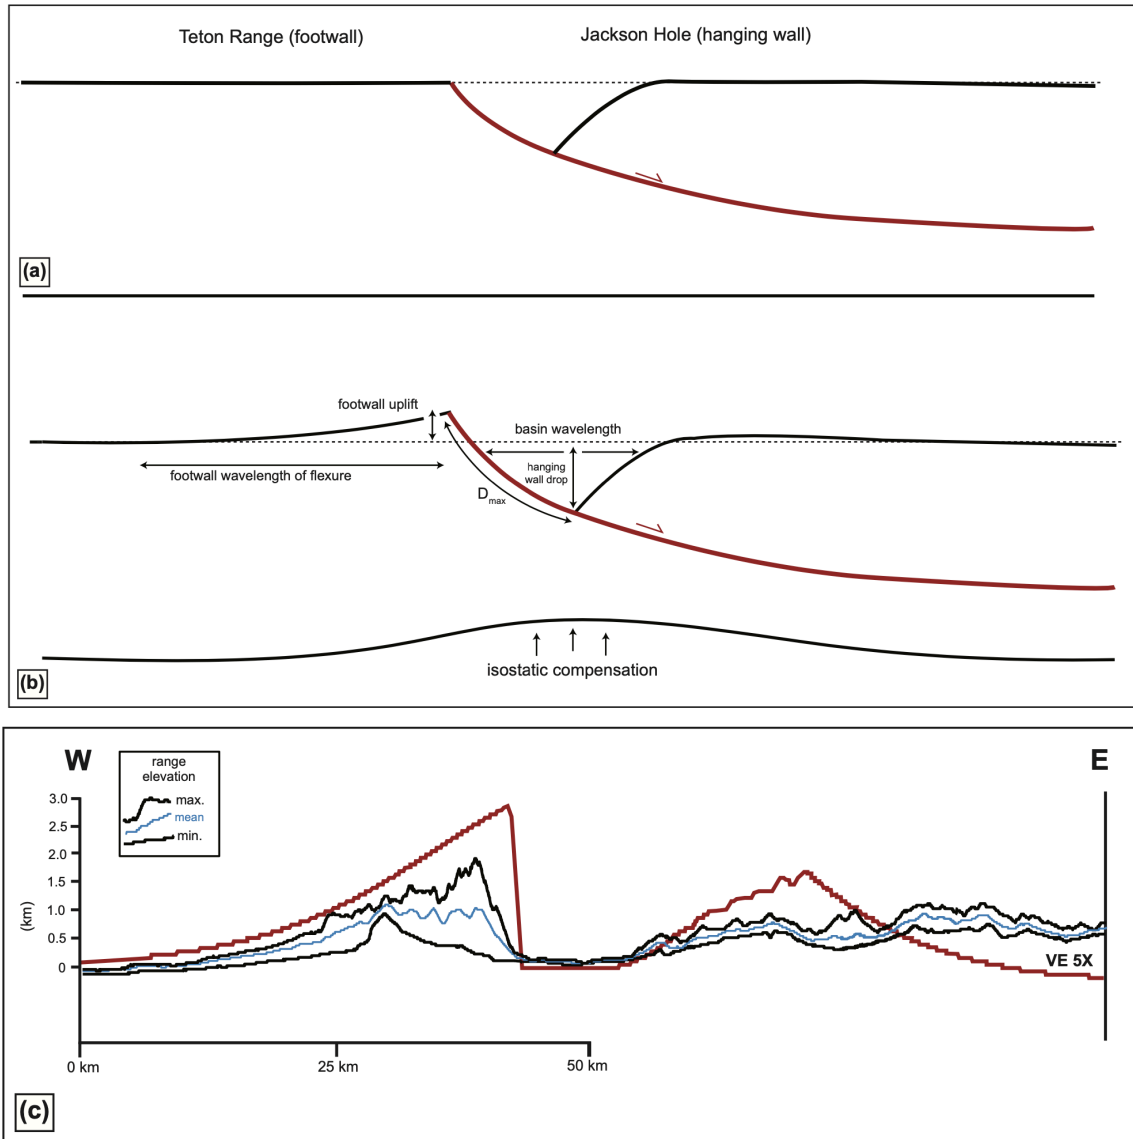 Teton Range (footwall)
Jackson Hole (hanging wall)
(a)
footwall uplift
basin wavelength
hanging
wall drop
footwall wavelength of flexure
Dmax
isostatic compensation
(b)
W
E
range
elevation
max.
mean
min.
3.0
2.5
2.0
1.5
1.0
0.5
0
(km)
VE 5X
0 km
25 km
50 km
(c)